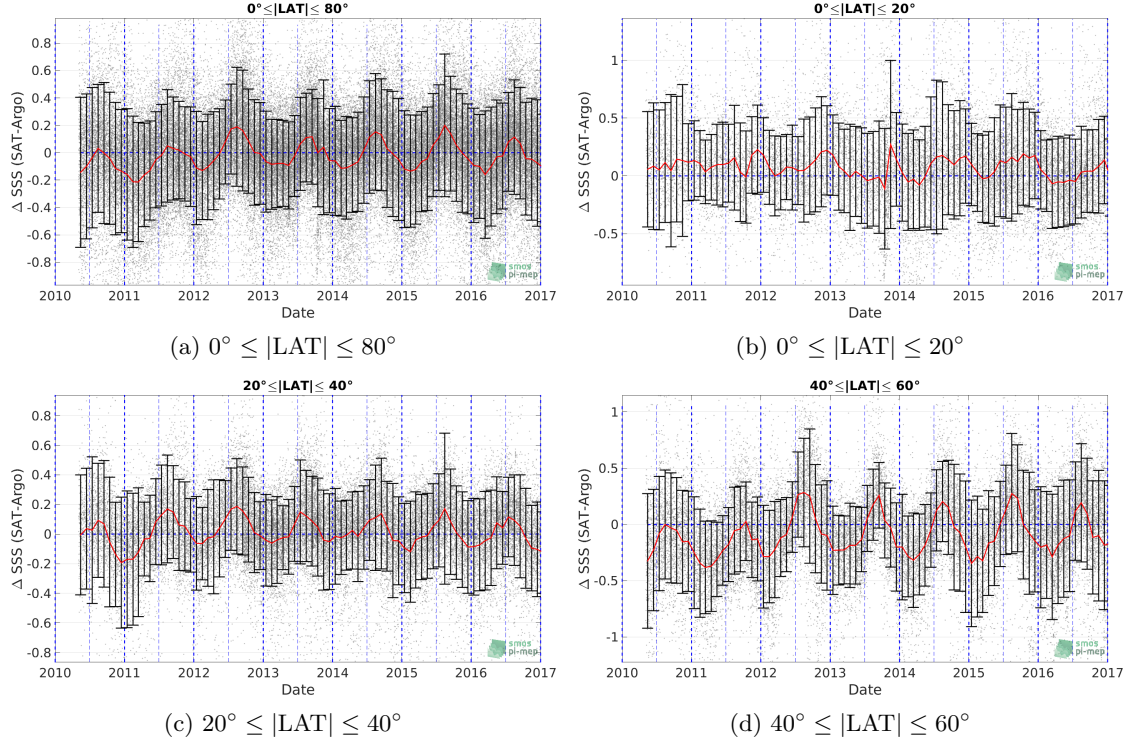 0°≤|LAT|≤ 80°
Δ SSS (SAT-Argo)
0.8
0.6
0.4
0.2
0
-0.2
-0.4
-0.6
-0.8
2010 2011 2012 2013 2014 2015 2016 2017
Date
smos
pi-mep
(a) 0° ≤ |LAT| ≤ 80°
0°≤|LAT|≤ 20°
Δ SSS (SAT-Argo)
1
0.5
0
-0.5
2010 2011 2012 2013 2014 2015 2016 2017
Date
smos
pi-mep
(b) 0° ≤ |LAT| ≤ 20°
20°≤|LAT|≤ 40°
Δ SSS (SAT-Argo)
0.8
0.6
0.4
0.2
0
-0.2
-0.4
-0.6
-0.8
2010 2011 2012 2013 2014 2015 2016 2017
Date
smos
pi-mep
(c) 20° ≤ |LAT| ≤ 40°
40°≤|LAT|≤ 60°
Δ SSS (SAT-Argo)
1
0.5
0
-0.5
-1
2010 2011 2012 2013 2014 2015 2016 2017
Date
smos
pi-mep
(d) 40° ≤ |LAT| ≤ 60°